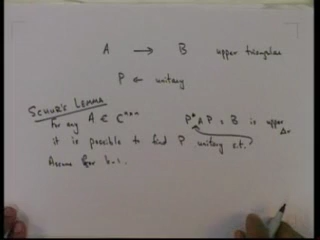 A → B upper triangular
P ← unitary
SCHUR'S LEMMA
For any A ∈ C^{n×n} P*AP = B is upper Δr
it is possible to find P unitary s.t.
Assume for n-1.